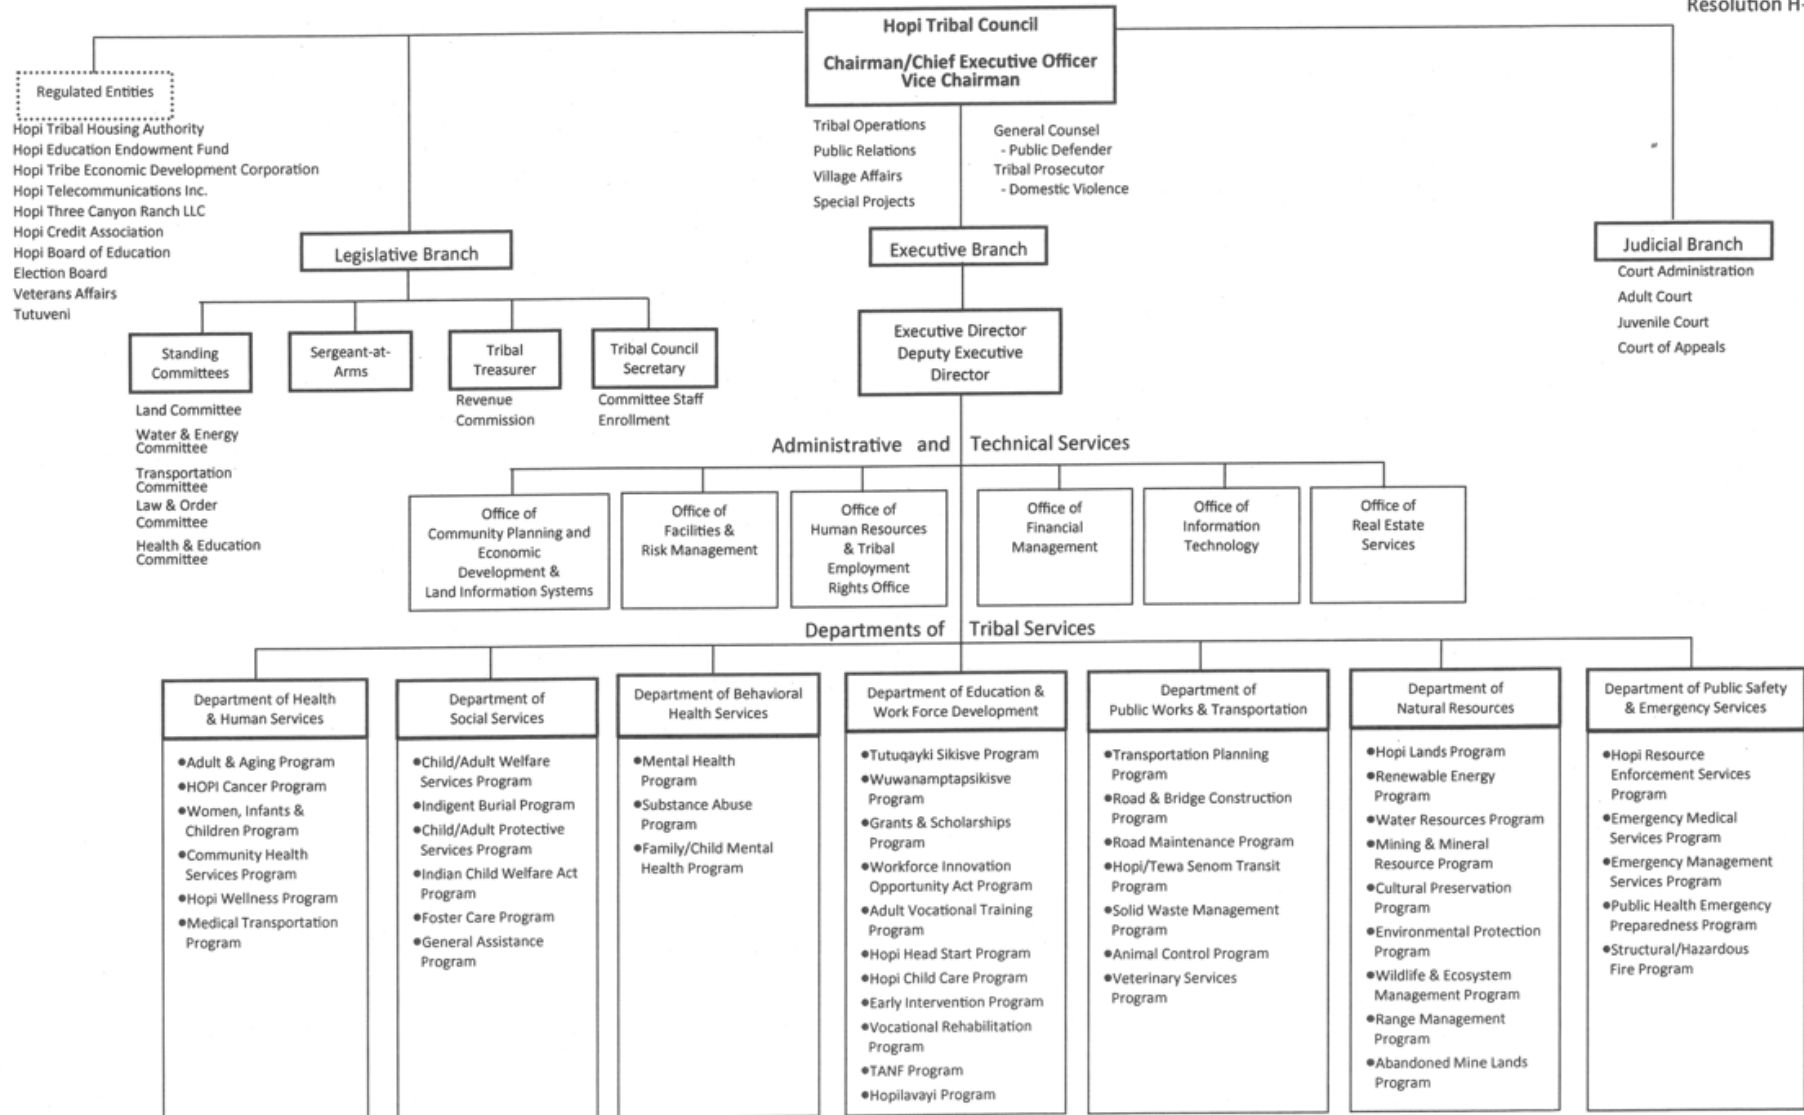 Resolution H-
Hopi Tribal Council
Chairman/Chief Executive Officer
Vice Chairman
Regulated Entities
Hopi Tribal Housing Authority
Hopi Education Endowment Fund
Hopi Tribe Economic Development Corporation
Hopi Telecommunications Inc.
Hopi Three Canyon Ranch LLC
Hopi Credit Association
Hopi Board of Education
Election Board
Veterans Affairs
Tutuveni
Tribal Operations
Public Relations
Village Affairs
Special Projects
General Counsel
- Public Defender
Tribal Prosecutor
- Domestic Violence
Legislative Branch
Executive Branch
Judicial Branch
Court Administration
Adult Court
Juvenile Court
Court of Appeals
Standing
Committees
Land Committee
Water & Energy
Committee
Transportation
Committee
Law & Order
Committee
Health & Education
Committee
Sergeant-at-
Arms
Tribal
Treasurer
Revenue
Commission
Tribal Council
Secretary
Committee Staff
Enrollment
Executive Director
Deputy Executive
Director
Administrative and Technical Services
Office of
Community Planning and
Economic
Development &
Land Information Systems
Office of
Facilities &
Risk Management
Office of
Human Resources
& Tribal
Employment
Rights Office
Office of
Financial
Management
Office of
Information
Technology
Office of
Real Estate
Services
Departments of Tribal Services
Department of Health
& Human Services
●Adult & Aging Program
●HOPI Cancer Program
●Women, Infants &
Children Program
●Community Health
Services Program
●Hopi Wellness Program
●Medical Transportation
Program
Department of
Social Services
●Child/Adult Welfare
Services Program
●Indigent Burial Program
●Child/Adult Protective
Services Program
●Indian Child Welfare Act
Program
●Foster Care Program
●General Assistance
Program
Department of Behavioral
Health Services
●Mental Health
Program
●Substance Abuse
Program
●Family/Child Mental
Health Program
Department of Education &
Work Force Development
●Tutuqayki Sikisve Program
●Wuwanamptapsikisve
Program
●Grants & Scholarships
Program
●Workforce Innovation
Opportunity Act Program
●Adult Vocational Training
Program
●Hopi Head Start Program
●Hopi Child Care Program
●Early Intervention Program
●Vocational Rehabilitation
Program
●TANF Program
●Hopilavayi Program
Department of
Public Works & Transportation
●Transportation Planning
Program
●Road & Bridge Construction
Program
●Road Maintenance Program
●Hopi/Tewa Senom Transit
Program
●Solid Waste Management
Program
●Animal Control Program
●Veterinary Services
Program
Department of
Natural Resources
●Hopi Lands Program
●Renewable Energy
Program
●Water Resources Program
●Mining & Mineral
Resource Program
●Cultural Preservation
Program
●Environmental Protection
Program
●Wildlife & Ecosystem
Management Program
●Range Management
Program
●Abandoned Mine Lands
Program
Department of Public Safety
& Emergency Services
●Hopi Resource
Enforcement Services
Program
●Emergency Medical
Services Program
●Emergency Management
Services Program
●Public Health Emergency
Preparedness Program
●Structural/Hazardous
Fire Program